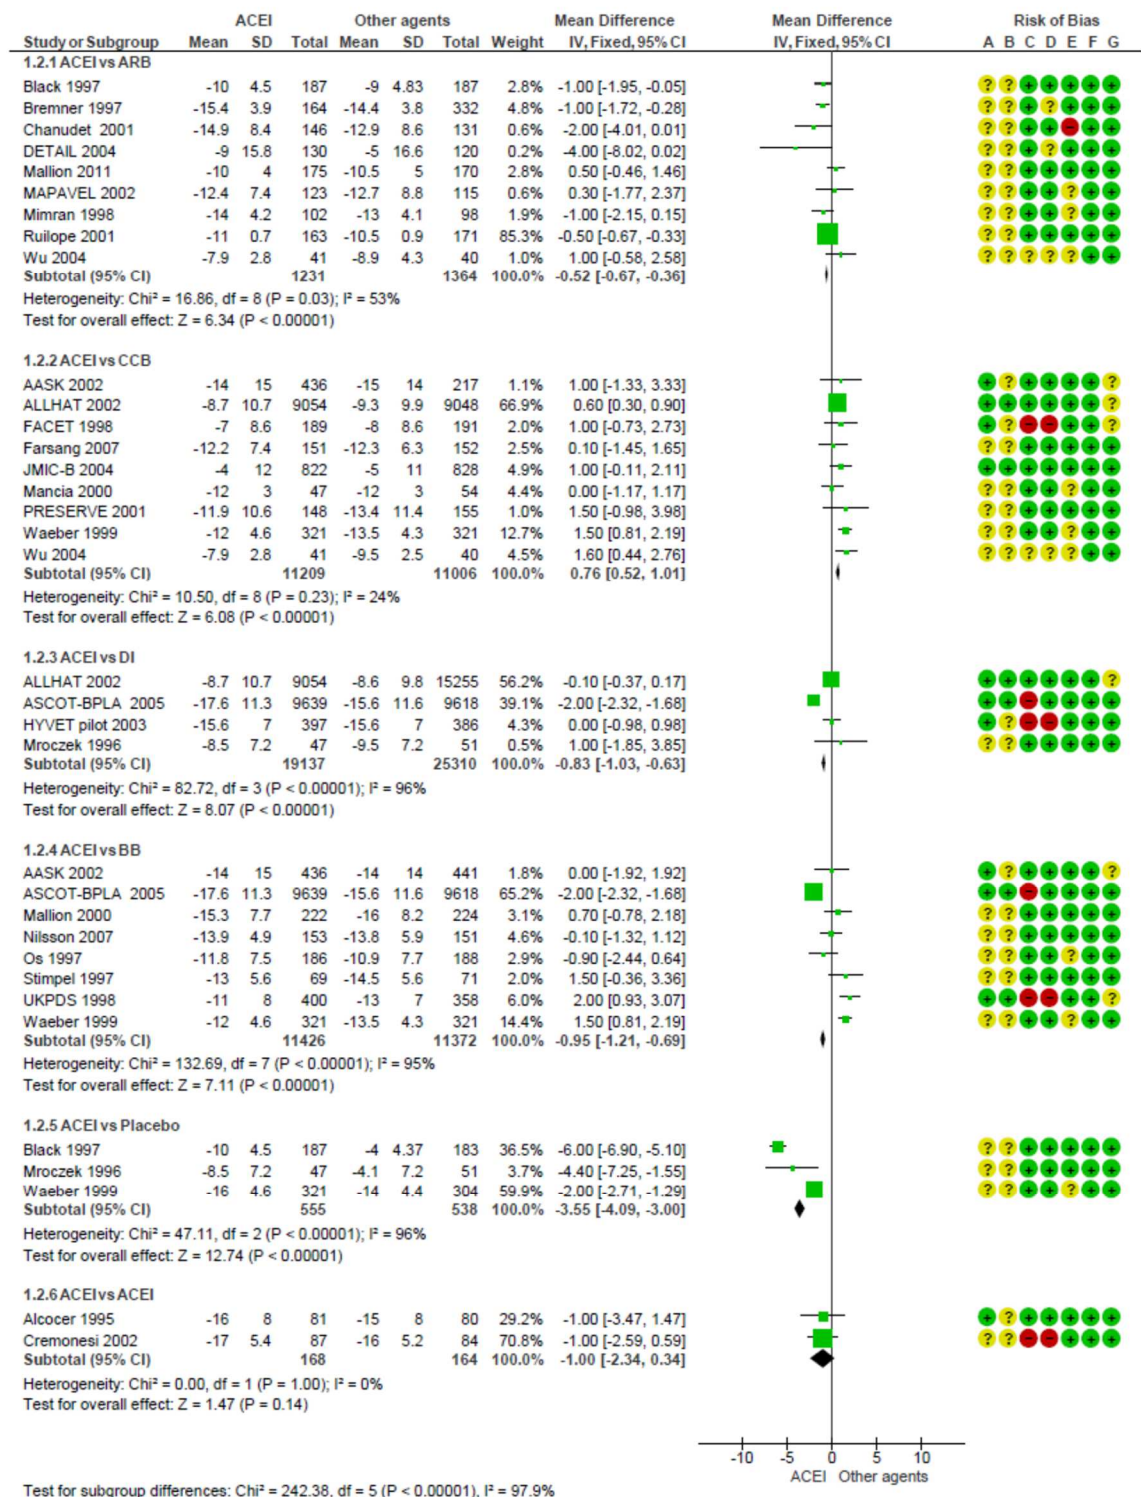 ACEI Other agents Mean Difference Mean Difference Risk of Bias
Study or Subgroup Mean SD Total Mean SD Total Weight IV, Fixed, 95% CI IV, Fixed, 95% CI A B C D E F G
1.2.1 ACEI vs ARB
Black 1997 -10 4.5 187 -9 4.83 187 2.8% -1.00 [-1.95, -0.05] ? ? + + + + +
Bremner 1997 -15.4 3.9 164 -14.4 3.8 332 4.9% -1.00 [-1.72, -0.28] ? ? + ? + + +
Chanudet 2001 -14.9 8.4 146 -12.9 8.6 131 0.6% -2.00 [-4.01, 0.01] ? ? + + - + +
DETAIL 2004 -9 15.8 130 -5 16.6 120 0.2% -4.00 [-8.02, 0.02] ? ? + ? + + +
Mallion 2011 -10 4 175 -10.5 5 170 2.8% 0.50 [-0.46, 1.46] ? ? + + + + +
MAPAVEL 2002 -12.4 7.4 123 -12.7 8.8 115 0.6% 0.30 [-1.77, 2.37] ? ? + + ? + +
Mimran 1998 -14 4.2 102 -13 4.1 98 1.9% -1.00 [-2.15, 0.15] ? ? + + ? + +
Ruilope 2001 -11 0.7 163 -10.5 0.9 171 85.3% -0.50 [-0.67, -0.33] ? ? + + + + +
Wu 2004 -7.9 2.8 41 -8.9 4.3 40 1.0% 1.00 [-0.58, 2.58] ? ? ? ? ? + +
Subtotal (95% CI) 1231 1364 100.0% -0.52 [-0.67, -0.36]
Heterogeneity: Chi² = 16.86, df = 8 (P = 0.03); I² = 53%
Test for overall effect: Z = 6.34 (P < 0.00001)
1.2.2 ACEI vs CCB
AASK 2002 -14 15 436 -15 14 217 1.1% 1.00 [-1.33, 3.33] + ? + + + + ?
ALLHAT 2002 -8.7 10.7 9054 -9.3 9.9 9048 66.9% 0.60 [0.30, 0.90] + + + + + + ?
FACET 1998 -7 8.6 189 -8 8.6 191 2.0% 1.00 [-0.73, 2.73] + ? - - + + ?
Farsang 2007 -12.2 7.4 151 -12.3 6.3 152 2.5% 0.10 [-1.45, 1.65] ? ? + + + + +
JMIC-B 2004 -4 12 822 -5 11 828 4.9% 1.00 [-0.11, 2.11] + + + + + + +
Mancia 2000 -12 3 47 -12 3 54 4.4% 0.00 [-1.17, 1.17] ? ? + + ? + +
PRESERVE 2001 -11.9 10.6 148 -13.4 11.4 155 1.0% 1.50 [-0.98, 3.98] ? ? + + + + +
Waeber 1999 -12 4.6 321 -13.5 4.3 321 12.7% 1.50 [0.81, 2.19] ? ? + + ? + +
Wu 2004 -7.9 2.8 41 -9.5 2.5 40 4.5% 1.60 [0.44, 2.76] ? ? ? ? ? + +
Subtotal (95% CI) 11209 11006 100.0% 0.76 [0.52, 1.01]
Heterogeneity: Chi² = 10.50, df = 8 (P = 0.23); I² = 24%
Test for overall effect: Z = 6.08 (P < 0.00001)
1.2.3 ACEI vs DI
ALLHAT 2002 -8.7 10.7 9054 -8.6 9.8 15255 56.2% -0.10 [-0.37, 0.17] + + + + + + ?
ASCOT-BPLA 2005 -17.6 11.3 9639 -15.6 11.6 9618 39.1% -2.00 [-2.32, -1.68] + + - + + + +
HYVET pilot 2003 -15.6 7 397 -15.6 7 386 4.3% 0.00 [-0.98, 0.98] + ? - - + + +
Mroczek 1996 -8.5 7.2 47 -9.5 7.2 51 0.5% 1.00 [-1.85, 3.85] ? ? + + + + +
Subtotal (95% CI) 19137 25310 100.0% -0.83 [-1.03, -0.63]
Heterogeneity: Chi² = 82.72, df = 3 (P < 0.00001); I² = 96%
Test for overall effect: Z = 8.07 (P < 0.00001)
1.2.4 ACEI vs BB
AASK 2002 -14 15 436 -14 14 441 1.8% 0.00 [-1.92, 1.92] + ? + + + + ?
ASCOT-BPLA 2005 -17.6 11.3 9639 -15.6 11.6 9618 65.2% -2.00 [-2.32, -1.68] + + - + + + +
Mallion 2000 -15.3 7.7 222 -16 8.2 224 3.1% 0.70 [-0.78, 2.18] ? ? + + + + +
Nilsson 2007 -13.9 4.9 153 -13.8 5.9 151 4.6% -0.10 [-1.32, 1.12] ? ? + + + + +
Os 1997 -11.8 7.5 186 -10.9 7.7 188 2.9% -0.90 [-2.44, 0.64] ? ? + + ? + +
Stimpel 1997 -13 5.6 69 -14.5 5.6 71 2.0% 1.50 [-0.36, 3.36] ? ? + + + + +
UKPDS 1998 -11 8 400 -13 7 358 6.0% 2.00 [0.93, 3.07] + + - - + + ?
Waeber 1999 -12 4.6 321 -13.5 4.3 321 14.4% 1.50 [0.81, 2.19] ? ? + + ? + +
Subtotal (95% CI) 11426 11372 100.0% -0.95 [-1.21, -0.69]
Heterogeneity: Chi² = 132.69, df = 7 (P < 0.00001); I² = 95%
Test for overall effect: Z = 7.11 (P < 0.00001)
1.2.5 ACEI vs Placebo
Black 1997 -10 4.5 187 -4 4.37 183 36.5% -6.00 [-6.90, -5.10] ? ? + + + + +
Mroczek 1996 -8.5 7.2 47 -4.1 7.2 51 3.7% -4.40 [-7.25, -1.55] ? ? + + + + +
Waeber 1999 -16 4.6 321 -14 4.4 304 59.9% -2.00 [-2.71, -1.29] ? ? + + ? + +
Subtotal (95% CI) 555 538 100.0% -3.55 [-4.09, -3.00]
Heterogeneity: Chi² = 47.11, df = 2 (P < 0.00001); I² = 96%
Test for overall effect: Z = 12.74 (P < 0.00001)
1.2.6 ACEI vs ACEI
Alcocer 1995 -16 8 81 -15 8 80 29.2% -1.00 [-3.47, 1.47] + ? + + + + +
Cremonesi 2002 -17 5.4 87 -16 5.2 84 70.8% -1.00 [-2.59, 0.59] ? ? - - + + +
Subtotal (95% CI) 168 164 100.0% -1.00 [-2.34, 0.34]
Heterogeneity: Chi² = 0.00, df = 1 (P = 1.00); I² = 0%
Test for overall effect: Z = 1.47 (P = 0.14)
-10 -5 0 5 10
ACEI Other agents
Test for subgroup differences: Chi² = 242.38, df = 5 (P < 0.00001), I² = 97.9%